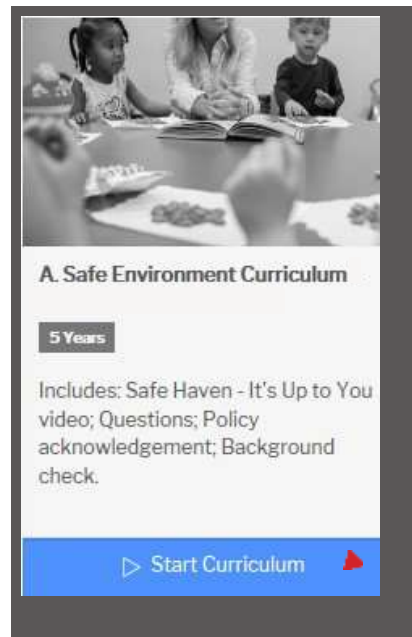 A. Safe Environment Curriculum
5 Years
Includes: Safe Haven - It's Up to You
video; Questions; Policy
acknowledgement; Background
check.
Start Curriculum